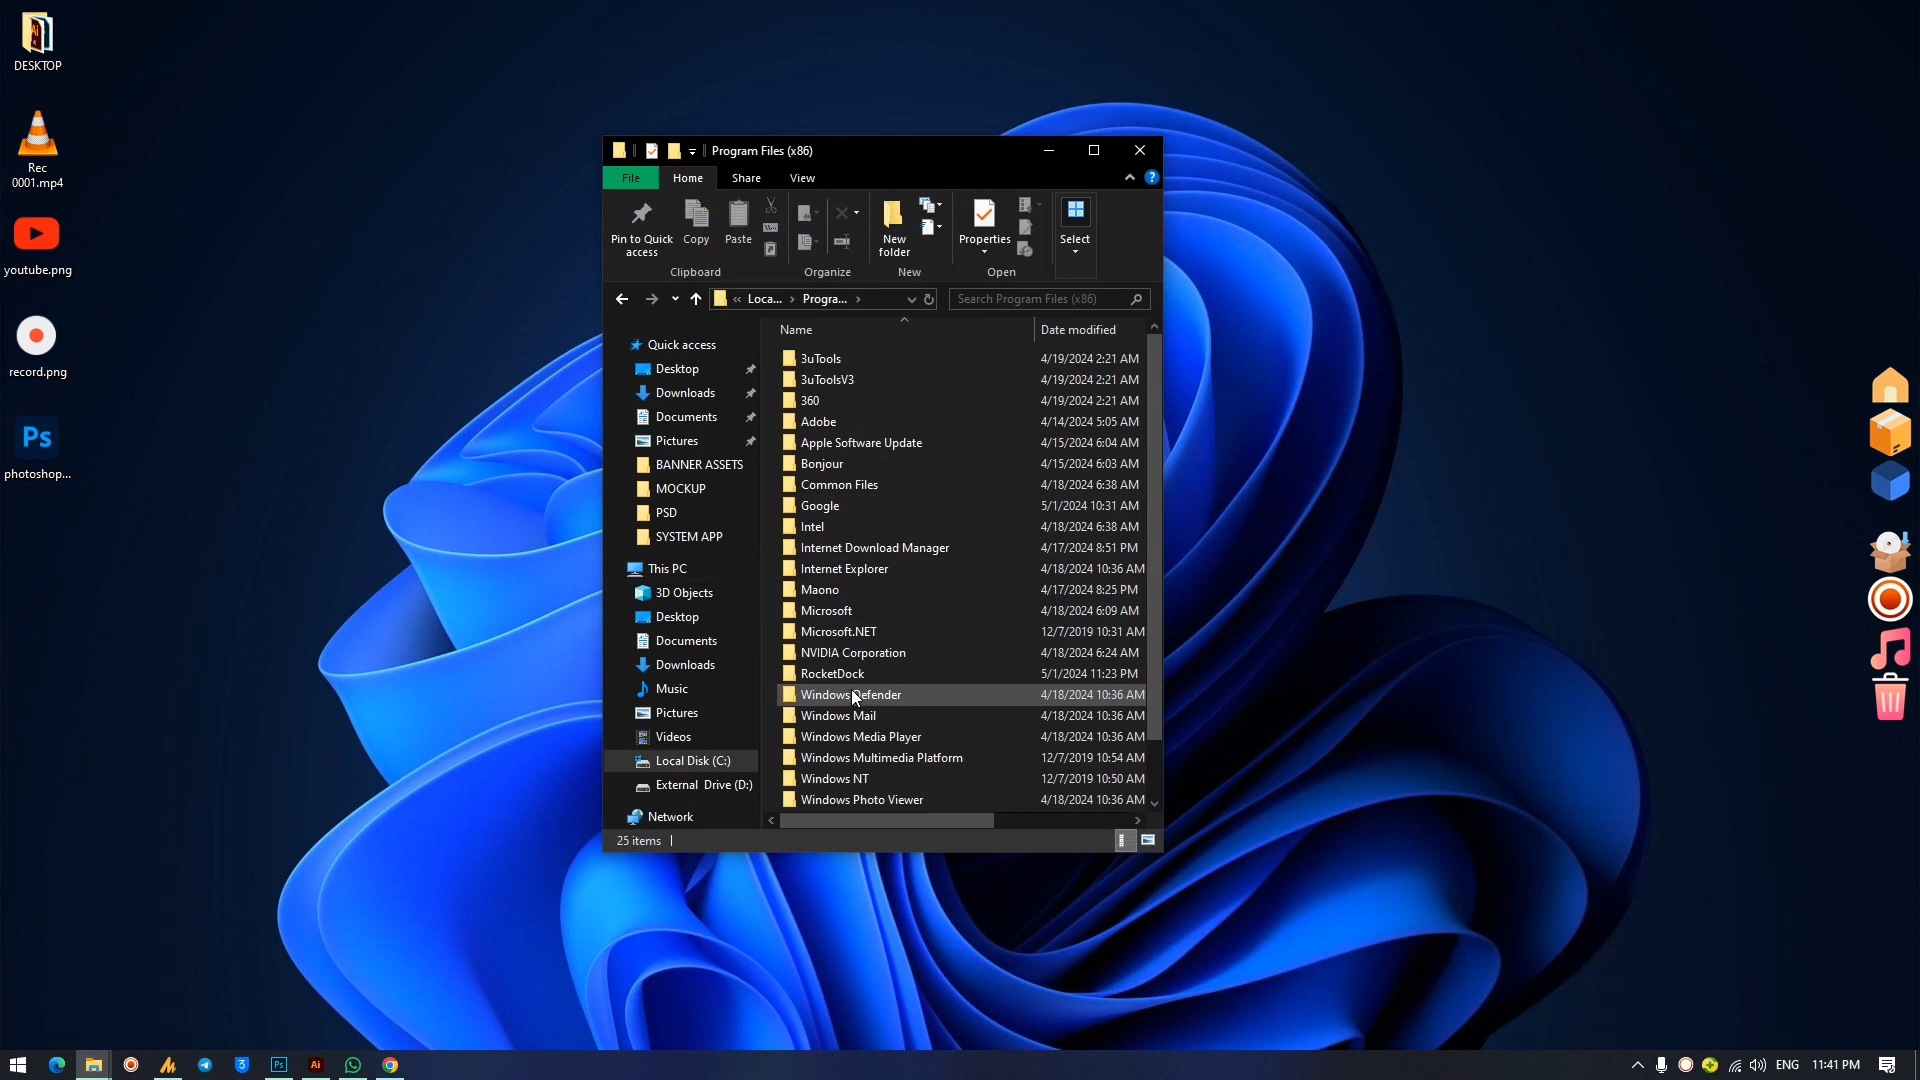 DESKTOP
Rec
0001.mp4
youtube.png
record.png
Ps
photoshop...
Program Files (x86)
File Home Share View
Pin to Quick
access
Copy
Paste
New
folder
Properties
Select
Clipboard Organize New Open
« Loca... › Progra... ›
Search Program Files (x86)
Quick access
Desktop
Downloads
Documents
Pictures
BANNER ASSETS
MOCKUP
PSD
SYSTEM APP
This PC
3D Objects
Desktop
Documents
Downloads
Music
Pictures
Videos
Local Disk (C:)
External Drive (D:)
Network
Name Date modified
3uTools 4/19/2024 2:21 AM
3uToolsV3 4/19/2024 2:21 AM
360 4/19/2024 2:21 AM
Adobe 4/14/2024 5:05 AM
Apple Software Update 4/15/2024 6:04 AM
Bonjour 4/15/2024 6:03 AM
Common Files 4/18/2024 6:38 AM
Google 5/1/2024 10:31 AM
Intel 4/18/2024 6:38 AM
Internet Download Manager 4/17/2024 8:51 PM
Internet Explorer 4/18/2024 10:36 AM
Maono 4/17/2024 8:25 PM
Microsoft 4/18/2024 6:09 AM
Microsoft.NET 12/7/2019 10:31 AM
NVIDIA Corporation 4/18/2024 6:24 AM
RocketDock 5/1/2024 11:23 PM
Windows Defender 4/18/2024 10:36 AM
Windows Mail 4/18/2024 10:36 AM
Windows Media Player 4/18/2024 10:36 AM
Windows Multimedia Platform 12/7/2019 10:54 AM
Windows NT 12/7/2019 10:50 AM
Windows Photo Viewer 4/18/2024 10:36 AM
25 items
Ps
Ai
ENG
11:41 PM